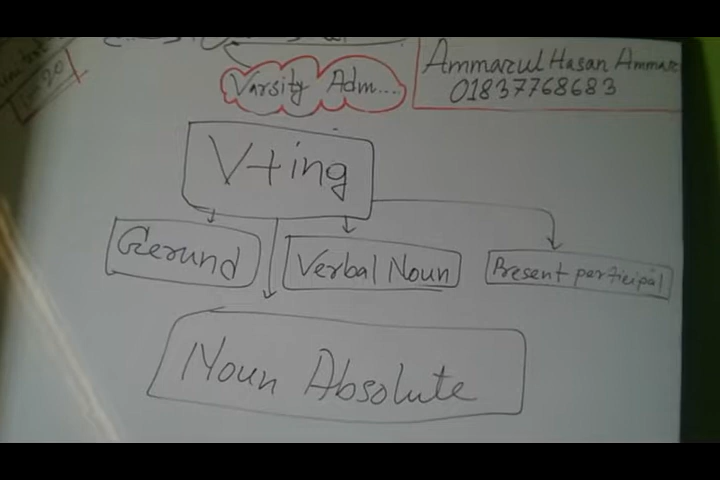 Ammarul Hasan Ammar
Varsity Adm....
01837768683
V+ing
Gerund
Verbal Noun
Present participal
Noun Absolute